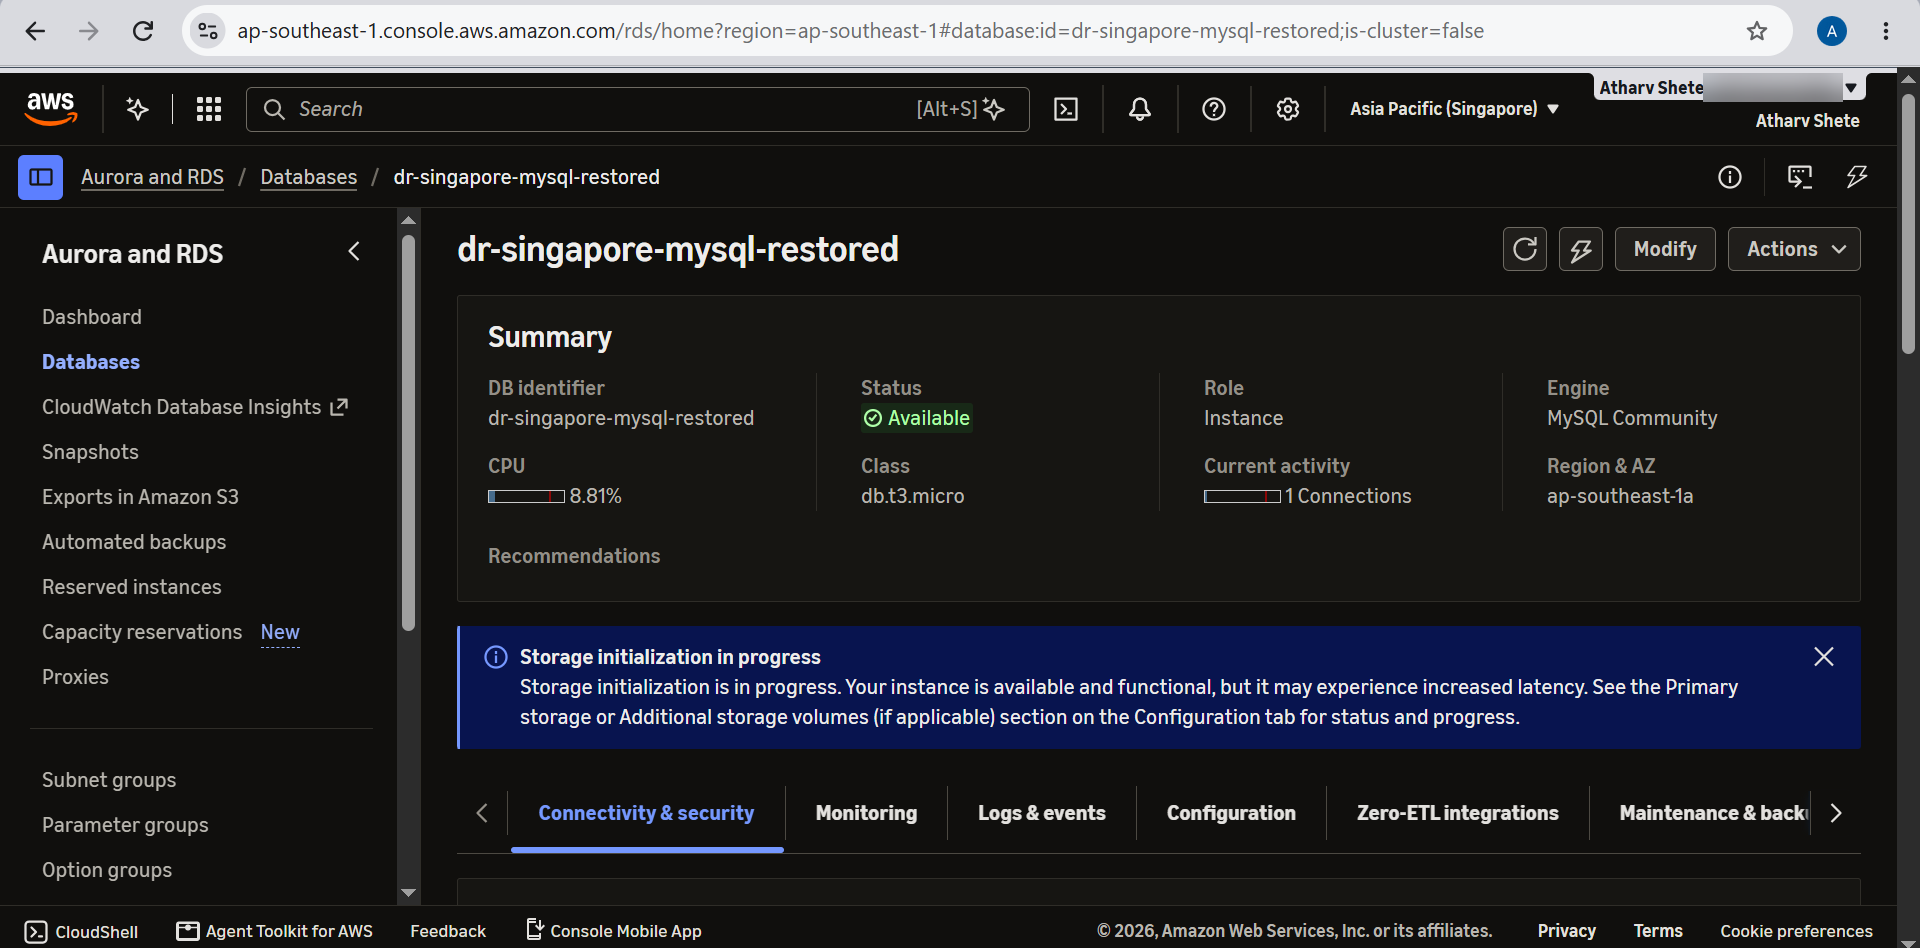 ap-southeast-1.console.aws.amazon.com/rds/home?region=ap-southeast-1#database:id=dr-singapore-mysql-restored;is-cluster=false
A
aws
Search
[Alt+S]
Asia Pacific (Singapore)
Atharv Shete
Atharv Shete
Aurora and RDS / Databases / dr-singapore-mysql-restored
Aurora and RDS
Dashboard
Databases
CloudWatch Database Insights
Snapshots
Exports in Amazon S3
Automated backups
Reserved instances
Capacity reservations New
Proxies
Subnet groups
Parameter groups
Option groups
dr-singapore-mysql-restored
Modify
Actions
Summary
DB identifier
dr-singapore-mysql-restored
Status
Available
Role
Instance
Engine
MySQL Community
CPU
8.81%
Class
db.t3.micro
Current activity
1 Connections
Region & AZ
ap-southeast-1a
Recommendations
Storage initialization in progress
Storage initialization is in progress. Your instance is available and functional, but it may experience increased latency. See the Primary
storage or Additional storage volumes (if applicable) section on the Configuration tab for status and progress.
Connectivity & security
Monitoring
Logs & events
Configuration
Zero-ETL integrations
Maintenance & back
CloudShell
Agent Toolkit for AWS
Feedback
Console Mobile App
© 2026, Amazon Web Services, Inc. or its affiliates.
Privacy
Terms
Cookie preferences